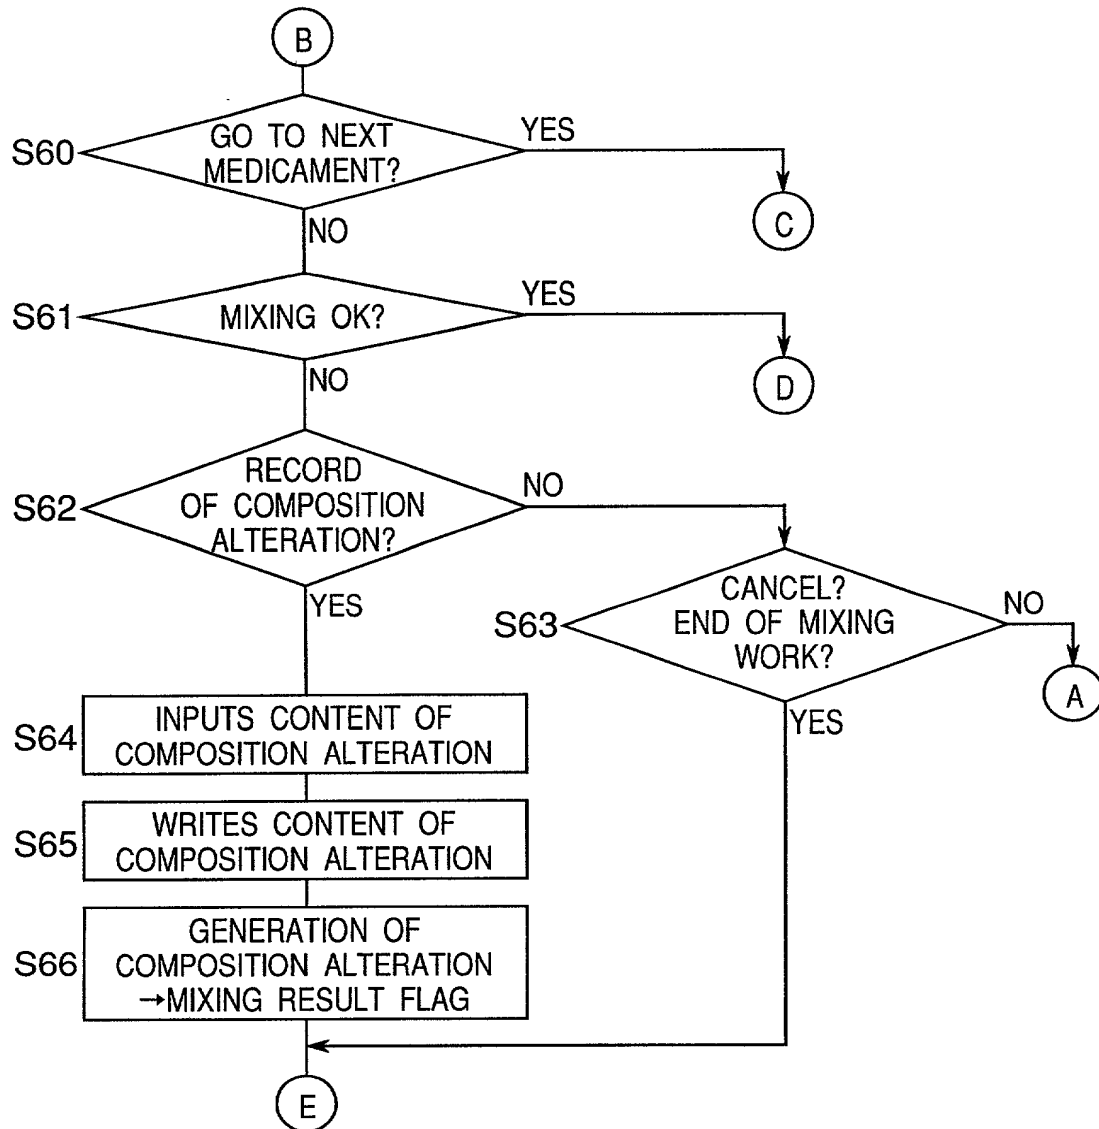 B
S60
GO TO NEXT
MEDICAMENT?
YES
C
NO
S61
MIXING OK?
YES
D
NO
S62
RECORD
OF COMPOSITION
ALTERATION?
NO
YES
S63
CANCEL?
END OF MIXING
WORK?
NO
A
YES
S64
INPUTS CONTENT OF
COMPOSITION ALTERATION
S65
WRITES CONTENT OF
COMPOSITION ALTERATION
S66
GENERATION OF
COMPOSITION ALTERATION
→MIXING RESULT FLAG
E